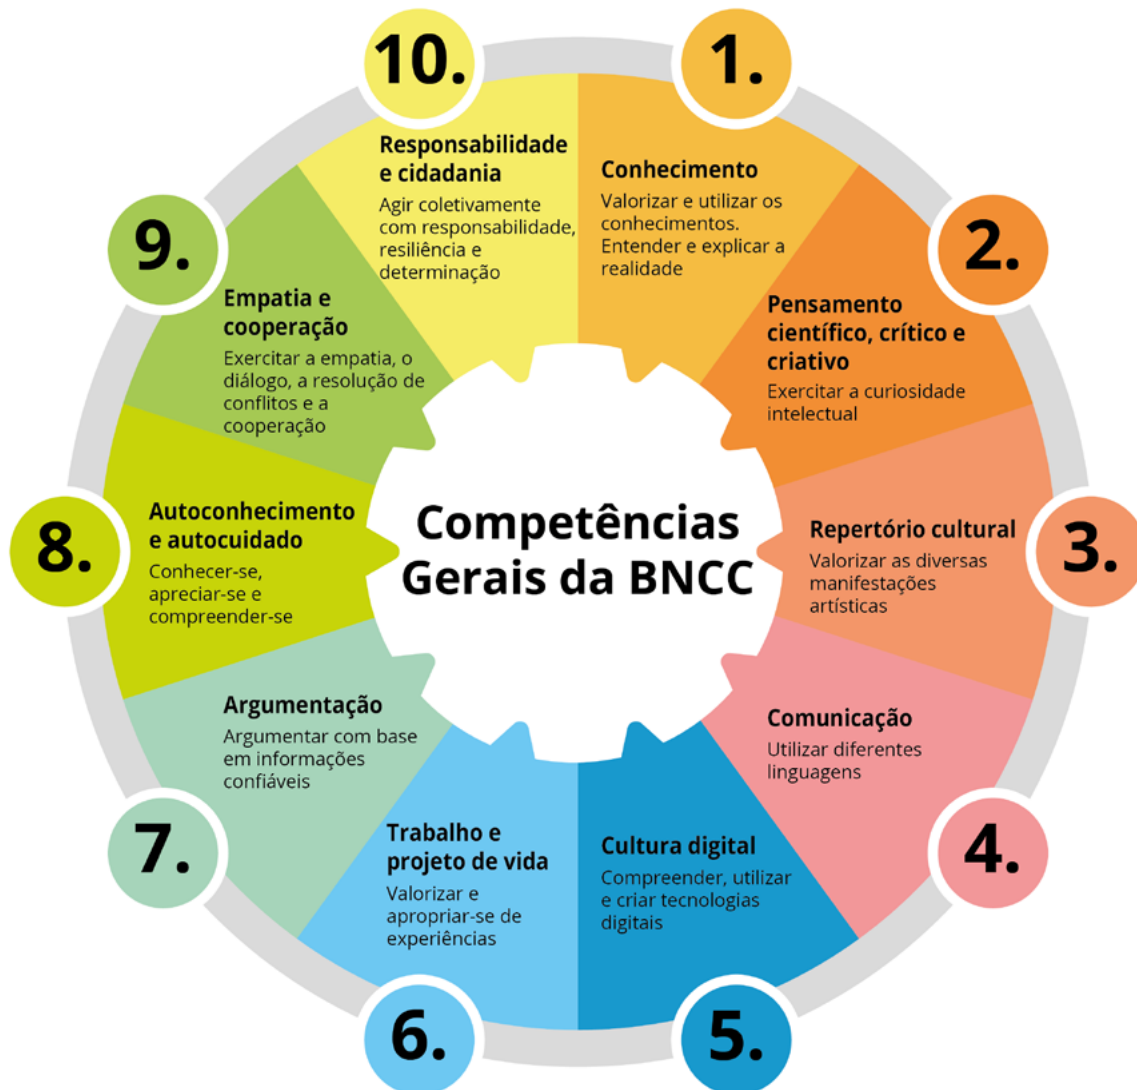 Competências
Gerais da BNCC
1.
Conhecimento
Valorizar e utilizar os
conhecimentos.
Entender e explicar a
realidade
2.
Pensamento
científico, crítico e
criativo
Exercitar a curiosidade
intelectual
3.
Repertório cultural
Valorizar as diversas
manifestações
artísticas
4.
Comunicação
Utilizar diferentes
linguagens
5.
Cultura digital
Compreender, utilizar
e criar tecnologias
digitais
6.
Trabalho e
projeto de vida
Valorizar e
apropriar-se de
experiências
7.
Argumentação
Argumentar com base
em informações
confiáveis
8.
Autoconhecimento
e autocuidado
Conhecer-se,
apreciar-se e
compreender-se
9.
Empatia e
cooperação
Exercitar a empatia, o
diálogo, a resolução de
conflitos e a
cooperação
10.
Responsabilidade
e cidadania
Agir coletivamente
com responsabilidade,
resiliência e
determinação